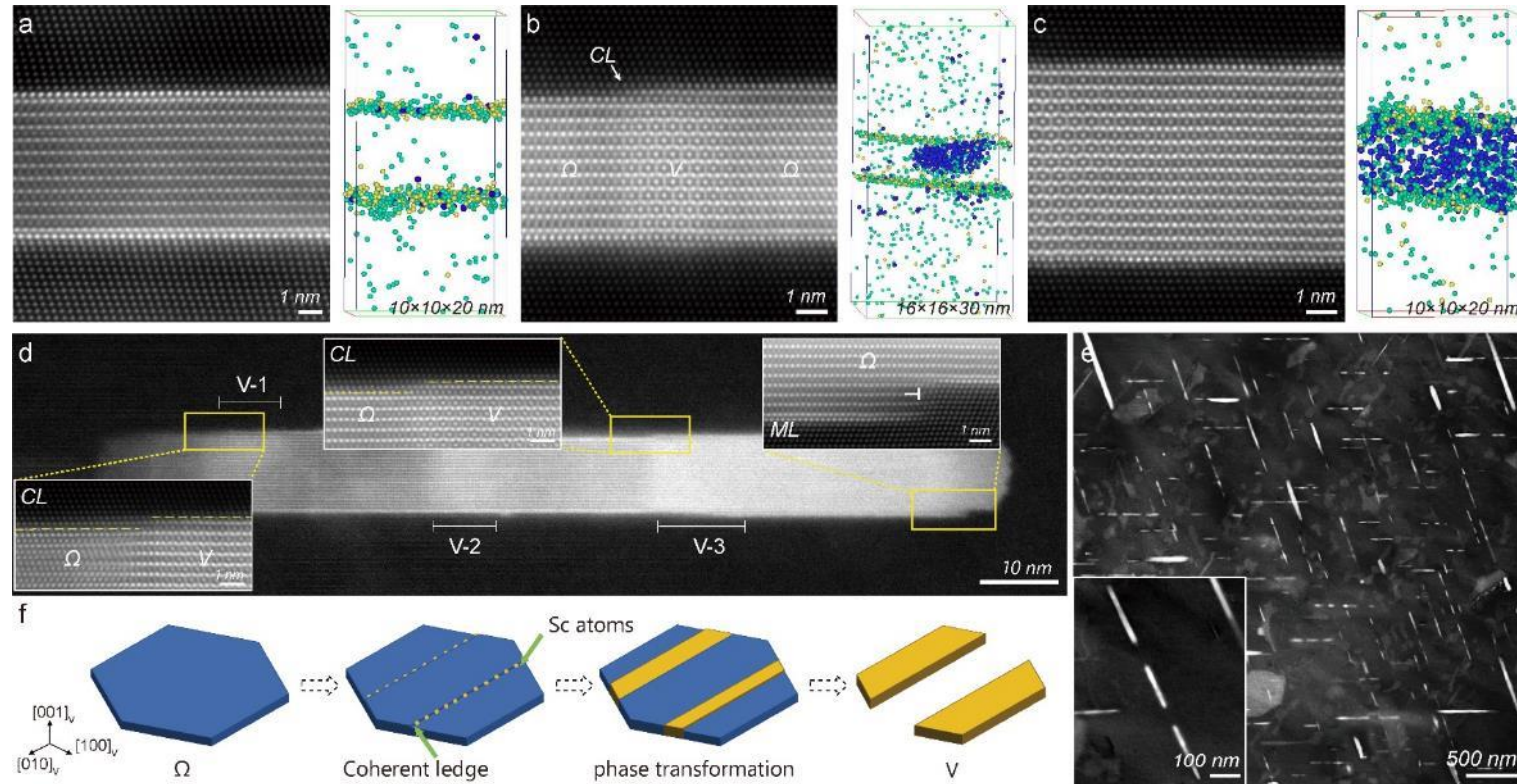 a
1 nm
10×10×20 nm
b
CL
Ω
V
Ω
1 nm
16×16×30 nm
c
1 nm
10×10×20 nm
d
V-1
CL
Ω
V
1 nm
Ω
ML
1 nm
CL
Ω
V
1 nm
V-2
V-3
10 nm
e
100 nm
500 nm
f
Sc atoms
[001]v
[100]v
[010]v
Ω
Coherent ledge
phase transformation
V